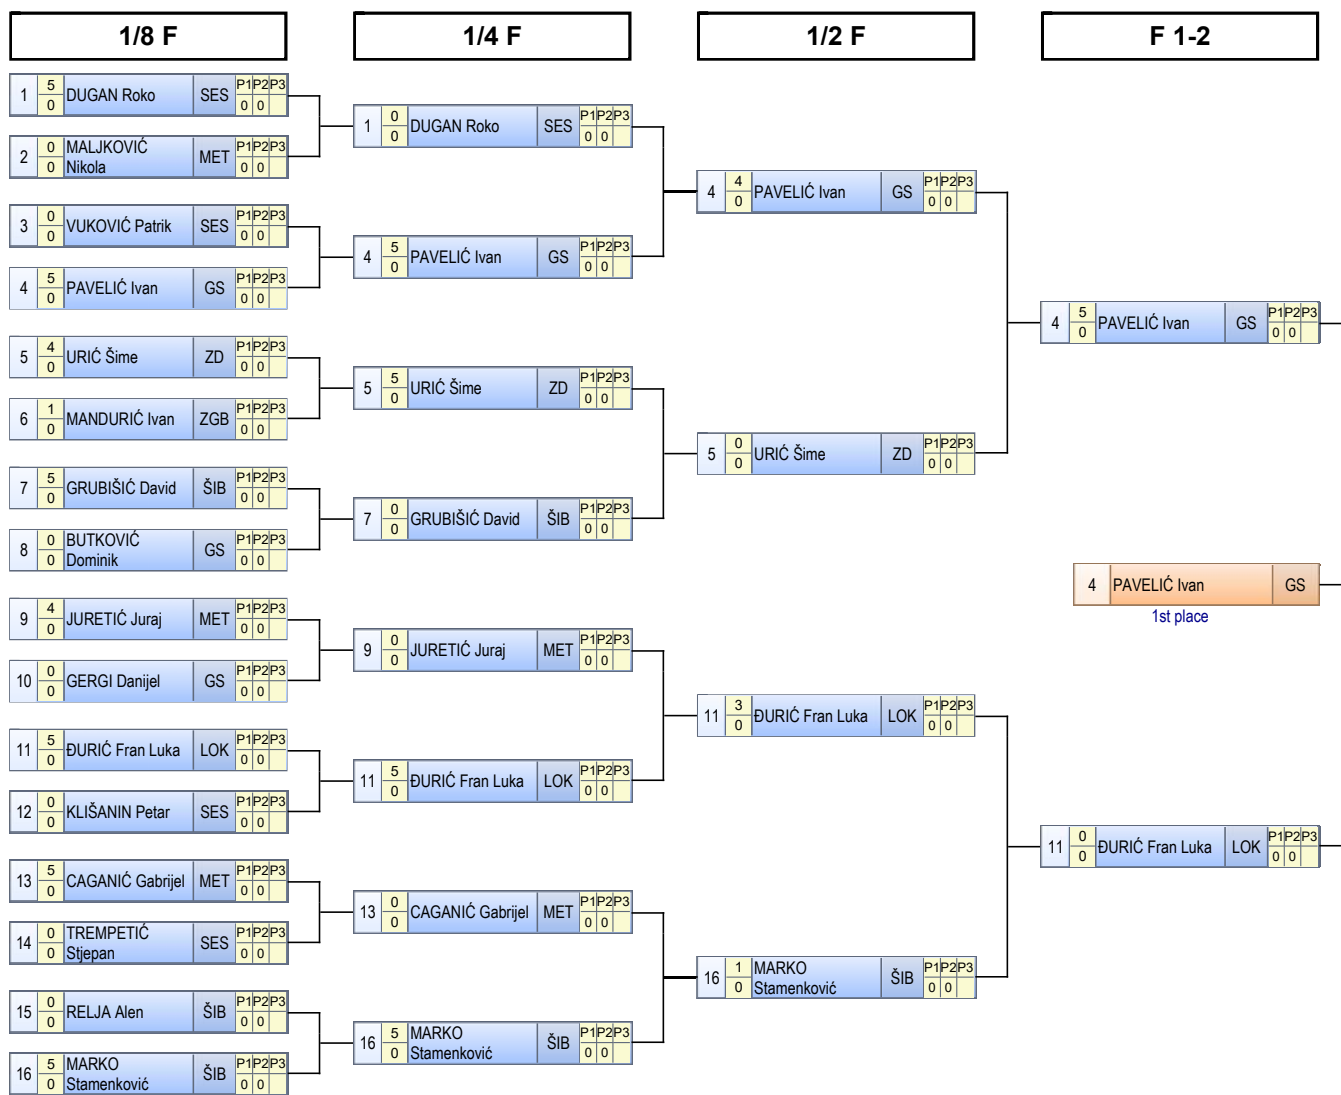 1/8 F
1/4 F
1/2 F
F 1-2
1 5 0 DUGAN Roko SES P1 P2 P3 0 0
2 0 0 MALJKOVIĆ Nikola MET P1 P2 P3 0 0
3 0 0 VUKOVIĆ Patrik SES P1 P2 P3 0 0
4 5 0 PAVELIĆ Ivan GS P1 P2 P3 0 0
5 4 0 URIĆ Šime ZD P1 P2 P3 0 0
6 1 0 MANDURIĆ Ivan ZGB P1 P2 P3 0 0
7 5 0 GRUBIŠIĆ David ŠIB P1 P2 P3 0 0
8 0 0 BUTKOVIĆ Dominik GS P1 P2 P3 0 0
9 4 0 JURETIĆ Juraj MET P1 P2 P3 0 0
10 0 0 GERGI Danijel GS P1 P2 P3 0 0
11 5 0 ĐURIĆ Fran Luka LOK P1 P2 P3 0 0
12 0 0 KLIŠANIN Petar SES P1 P2 P3 0 0
13 5 0 CAGANIĆ Gabrijel MET P1 P2 P3 0 0
14 0 0 TREMPETIĆ Stjepan SES P1 P2 P3 0 0
15 0 0 RELJA Alen ŠIB P1 P2 P3 0 0
16 5 0 MARKO Stamenković ŠIB P1 P2 P3 0 0
1 0 0 DUGAN Roko SES P1 P2 P3 0 0
4 5 0 PAVELIĆ Ivan GS P1 P2 P3 0 0
5 5 0 URIĆ Šime ZD P1 P2 P3 0 0
7 0 0 GRUBIŠIĆ David ŠIB P1 P2 P3 0 0
9 0 0 JURETIĆ Juraj MET P1 P2 P3 0 0
11 5 0 ĐURIĆ Fran Luka LOK P1 P2 P3 0 0
13 0 0 CAGANIĆ Gabrijel MET P1 P2 P3 0 0
16 5 0 MARKO Stamenković ŠIB P1 P2 P3 0 0
4 4 0 PAVELIĆ Ivan GS P1 P2 P3 0 0
5 0 0 URIĆ Šime ZD P1 P2 P3 0 0
11 3 0 ĐURIĆ Fran Luka LOK P1 P2 P3 0 0
16 1 0 MARKO Stamenković ŠIB P1 P2 P3 0 0
4 5 0 PAVELIĆ Ivan GS P1 P2 P3 0 0
4 PAVELIĆ Ivan GS
1st place
11 0 0 ĐURIĆ Fran Luka LOK P1 P2 P3 0 0